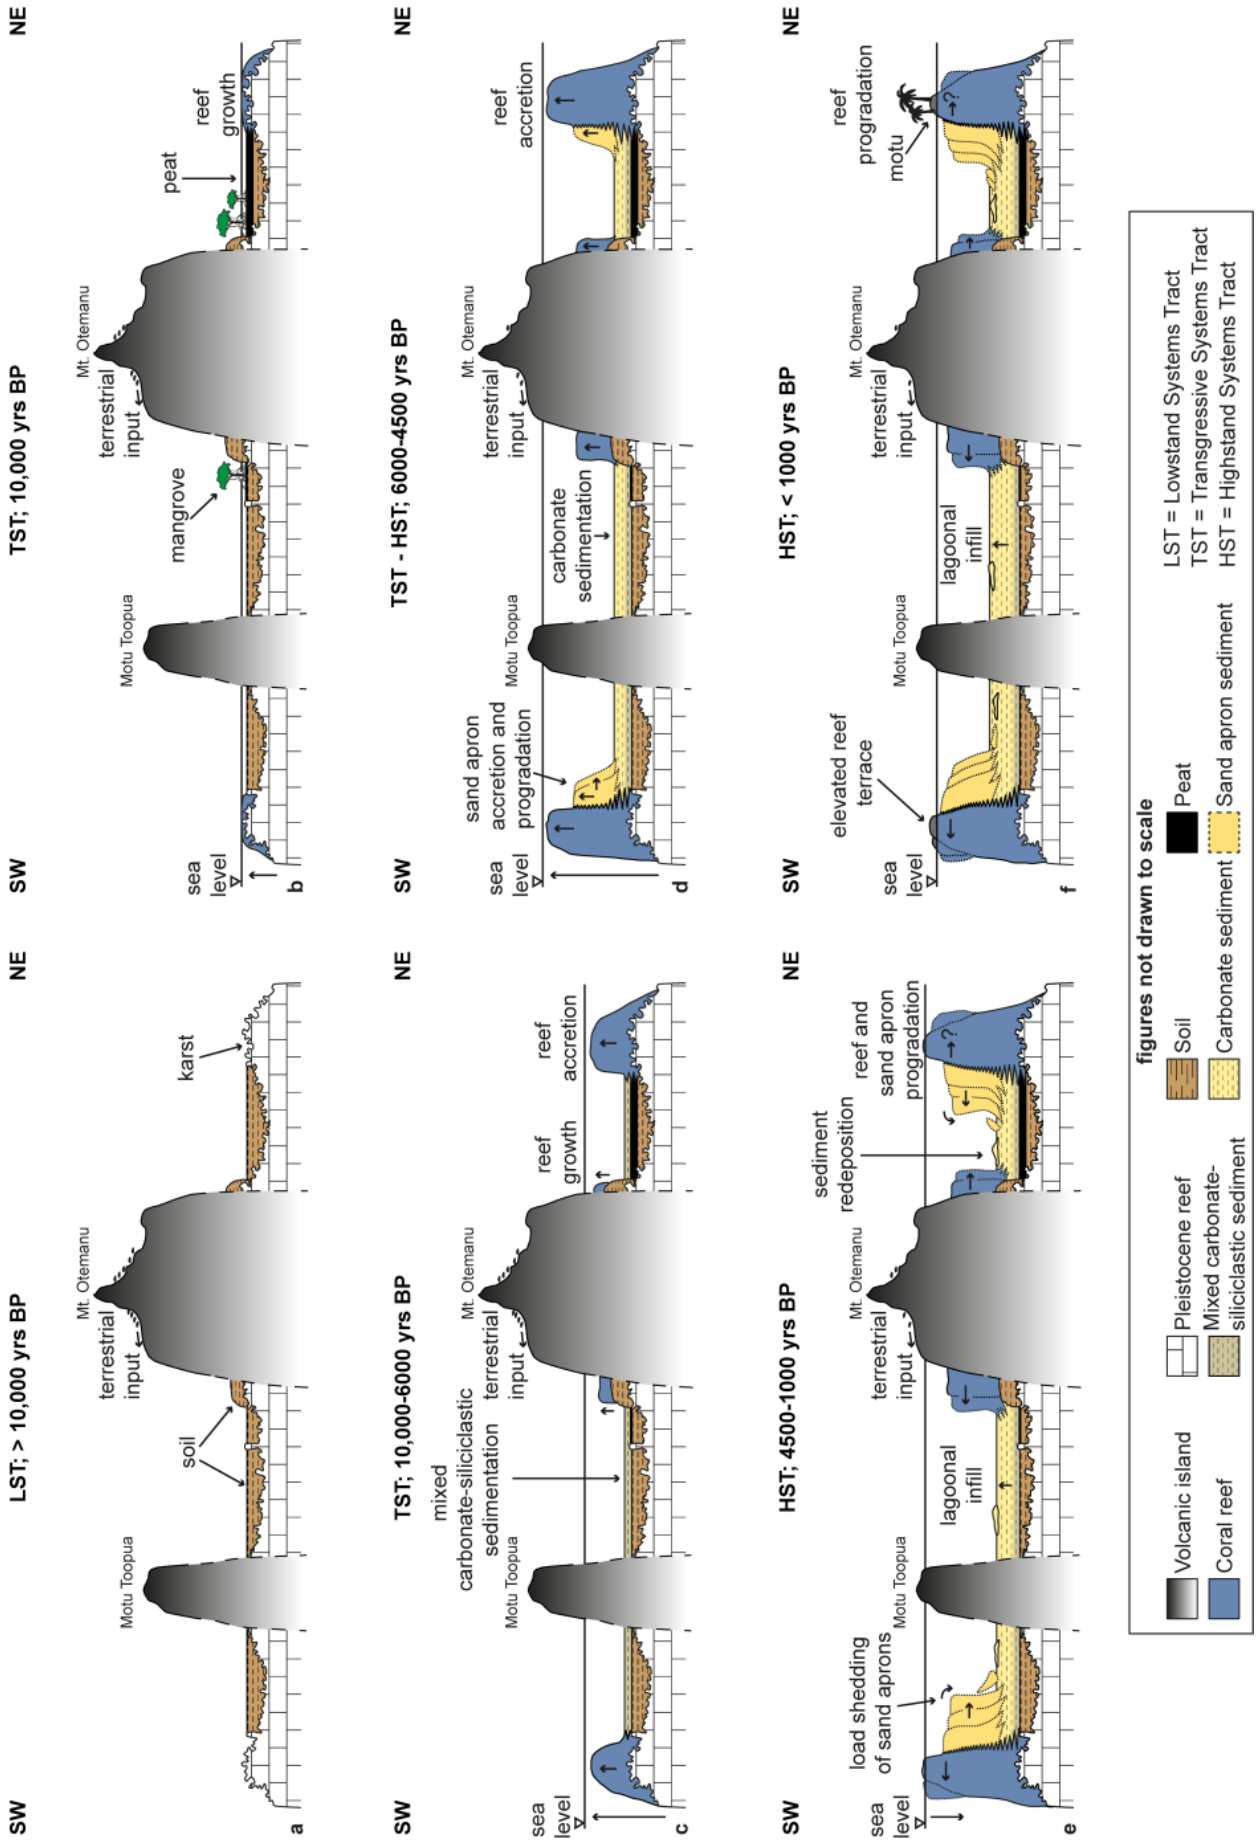 LST; > 10,000 yrs BP
SW
NE
Mt. Otemanu
terrestrial
input
Motu Toopua
soil
karst
a
TST; 10,000 yrs BP
SW
NE
Mt. Otemanu
terrestrial
input
Motu Toopua
mangrove
peat
reef
growth
sea
level
b
TST; 10,000-6000 yrs BP
SW
NE
mixed
carbonate-siliciclastic
sedimentation
Mt. Otemanu
terrestrial
input
Motu Toopua
reef
growth
reef
accretion
sea
level
c
TST - HST; 6000-4500 yrs BP
SW
NE
sand apron
accretion and
progradation
Mt. Otemanu
terrestrial
input
Motu Toopua
carbonate
sedimentation
reef
accretion
sea
level
d
HST; 4500-1000 yrs BP
SW
NE
load shedding
of sand aprons
Mt. Otemanu
terrestrial
input
Motu Toopua
lagoonal
infill
sediment
redeposition
reef and
sand apron
progradation
?
sea
level
e
HST; < 1000 yrs BP
SW
NE
elevated reef
terrace
Mt. Otemanu
terrestrial
input
Motu Toopua
lagoonal
infill
reef
progradation
motu
?
sea
level
f
figures not drawn to scale
Volcanic island
Pleistocene reef
Soil
Peat
Coral reef
Mixed carbonate-
siliciclastic sediment
Carbonate sediment
Sand apron sediment
LST = Lowstand Systems Tract
TST = Transgressive Systems Tract
HST = Highstand Systems Tract